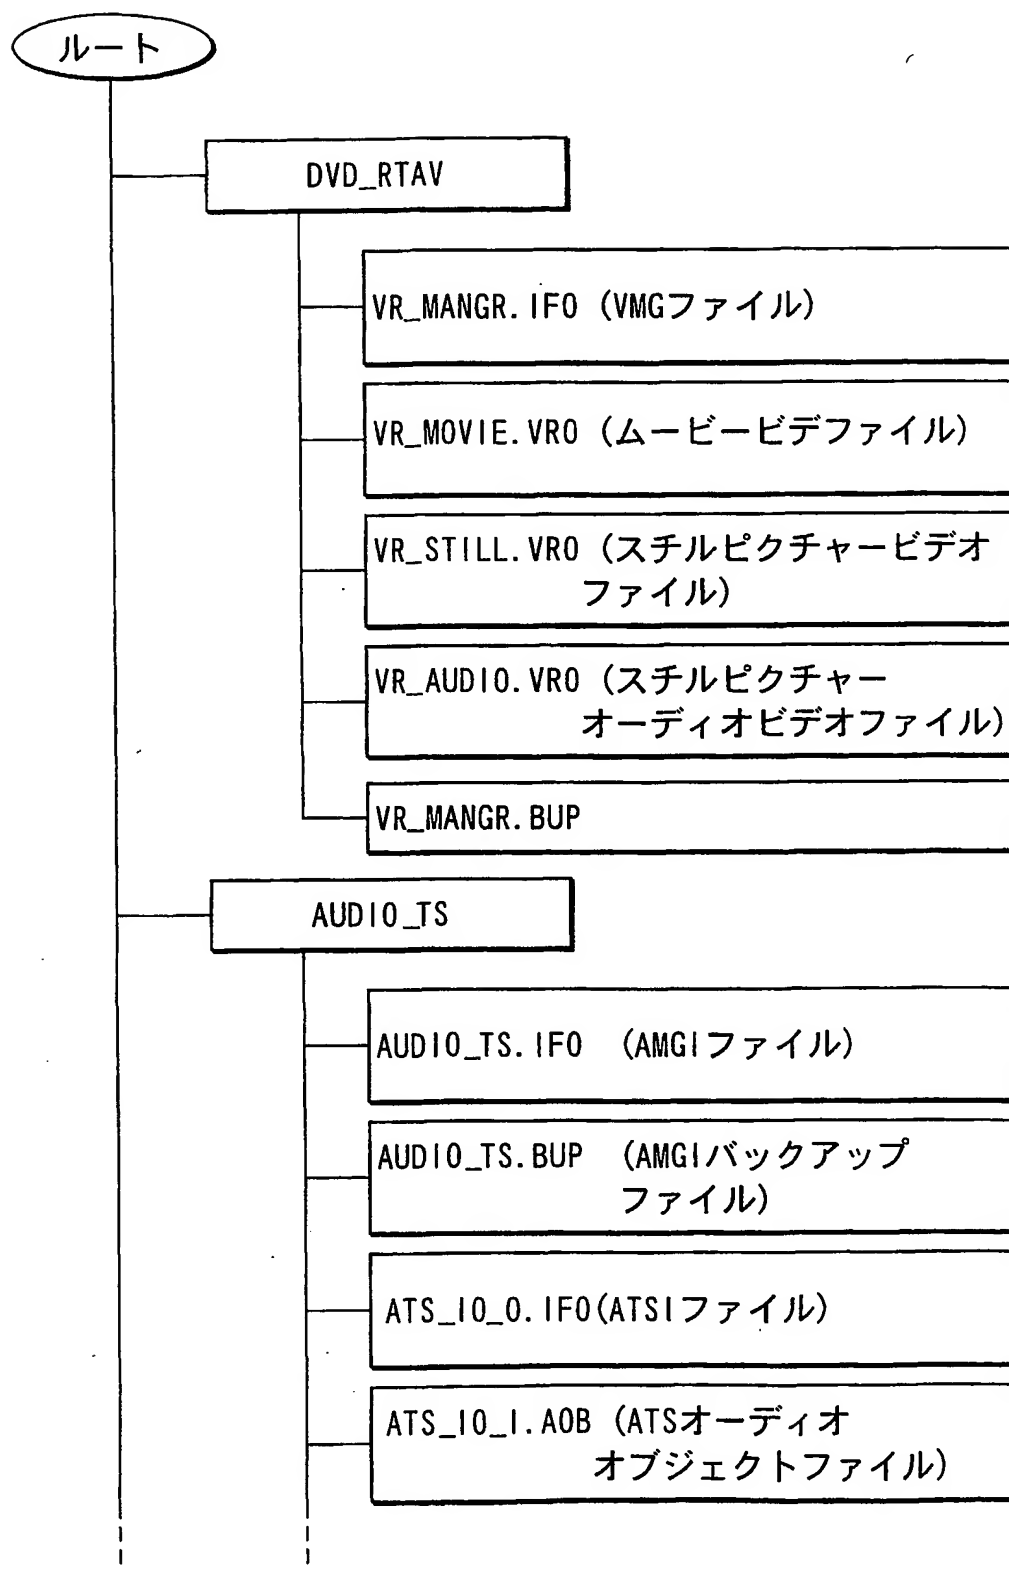 ルート
DVD_RTAV
VR_MANGR.IFO (VMGファイル)
VR_MOVIE.VRO (ムービービデファイル)
VR_STILL.VRO (スチルピクチャービデオ
ファイル)
VR_AUDIO.VRO (スチルピクチャー
オーディオビデオファイル)
VR_MANGR.BUP
AUDIO_TS
AUDIO_TS.IFO (AMGIファイル)
AUDIO_TS.BUP (AMGIバックアップ
ファイル)
ATS_10_0.IFO(ATSIファイル)
ATS_10_1.AOB (ATSオーディオ
オブジェクトファイル)